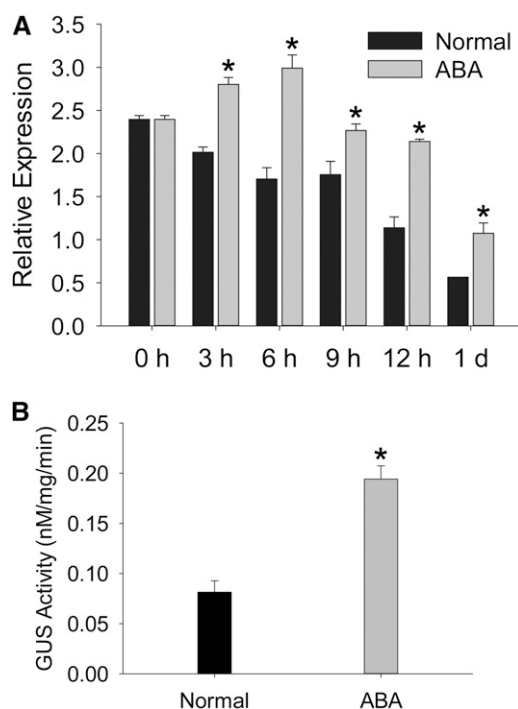 A
Relative Expression
3.5
3.0
2.5
2.0
1.5
1.0
0.5
0.0
Normal
ABA
* * * * *
0 h 3 h 6 h 9 h 12 h 1 d
B
GUS Activity (nM/mg/min)
0.25
0.20
0.15
0.10
0.05
0.00
*
Normal ABA